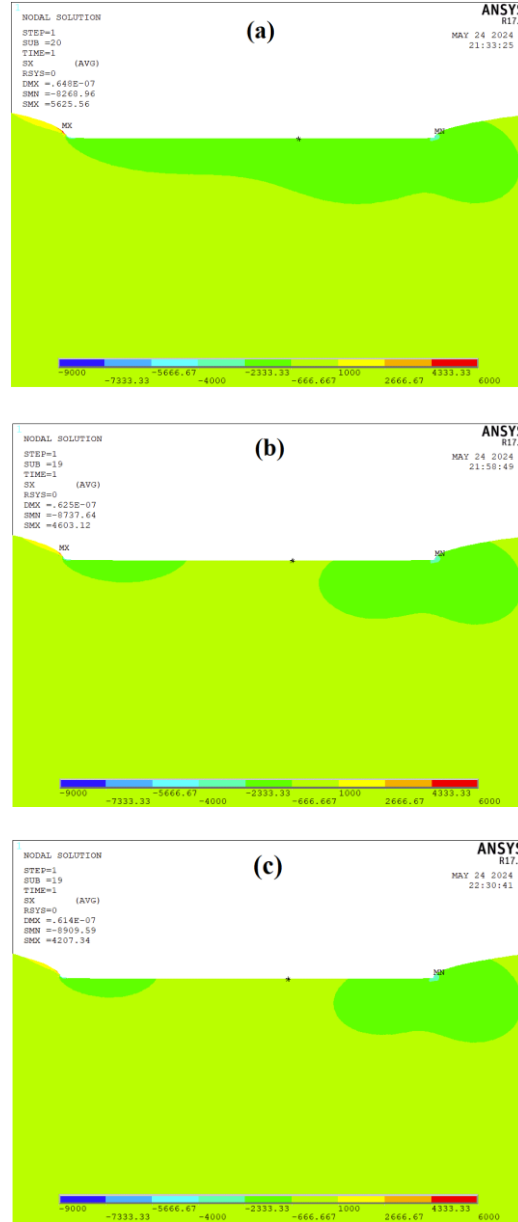 1
NODAL SOLUTION
STEP=1
SUB =20
TIME=1
SX (AVG)
RSYS=0
DMX =.648E-07
SMN =-8268.96
SMX =5625.56
(a)
ANSYS
R17.
MAY 24 2024
21:33:25
MX
MN
*
-9000 -5666.67 -2333.33 1000 4333.33
-7333.33 -4000 -666.667 2666.67 6000
1
NODAL SOLUTION
STEP=1
SUB =19
TIME=1
SX (AVG)
RSYS=0
DMX =.625E-07
SMN =-8737.64
SMX =4603.12
(b)
ANSYS
R17.
MAY 24 2024
21:58:49
MX
MN
*
-9000 -5666.67 -2333.33 1000 4333.33
-7333.33 -4000 -666.667 2666.67 6000
1
NODAL SOLUTION
STEP=1
SUB =19
TIME=1
SX (AVG)
RSYS=0
DMX =.614E-07
SMN =-8909.59
SMX =4207.34
(c)
ANSYS
R17.
MAY 24 2024
22:30:41
MN
*
-9000 -5666.67 -2333.33 1000 4333.33
-7333.33 -4000 -666.667 2666.67 6000